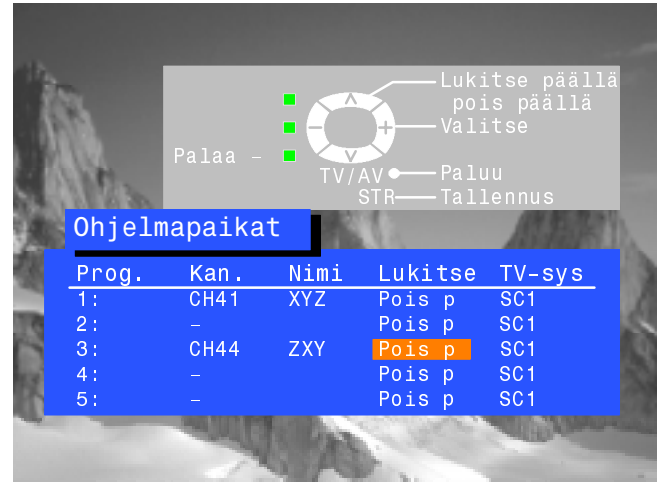 Lukitse päällä
pois päällä
Valitse
Palaa –
TV/AV Paluu
STR Tallennus
Ohjelmapaikat
Prog. Kan. Nimi Lukitse TV-sys
1: CH41 XYZ Pois p SC1
2: – Pois p SC1
3: CH44 ZXY Pois p SC1
4: – Pois p SC1
5: – Pois p SC1